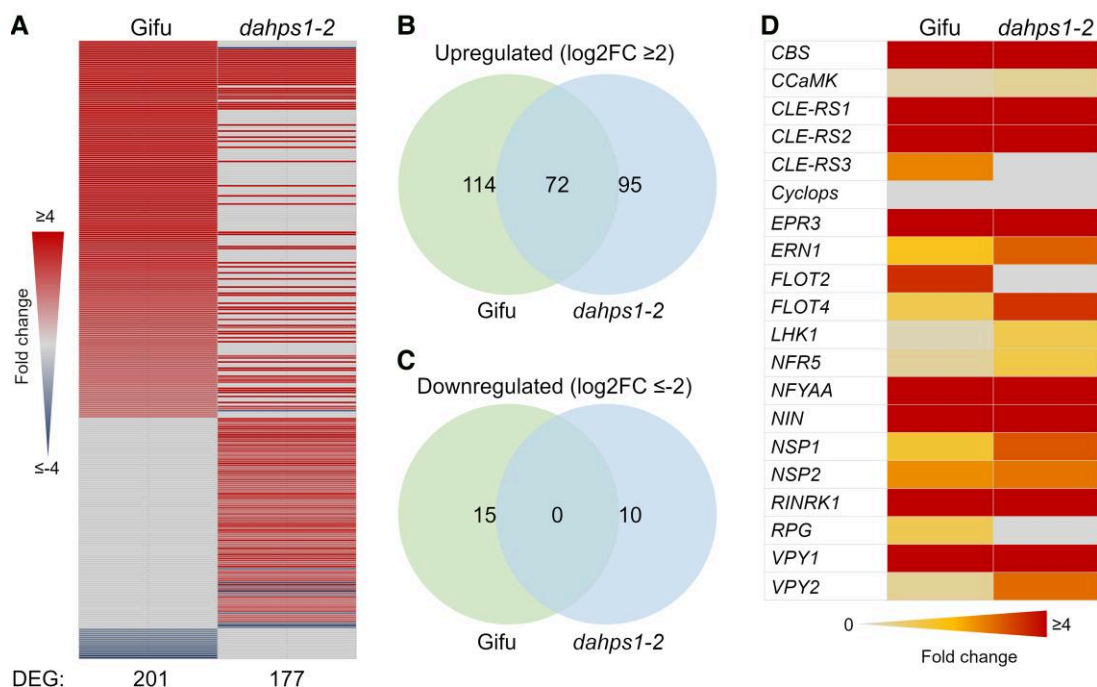 A
Gifu
dahps1-2
≥4
Fold change
≤-4
DEG:
201
177
B
Upregulated (log2FC ≥2)
114
72
95
Gifu
dahps1-2
C
Downregulated (log2FC ≤-2)
15
0
10
Gifu
dahps1-2
D
Gifu
dahps1-2
CBS
CCaMK
CLE-RS1
CLE-RS2
CLE-RS3
Cyclops
EPR3
ERN1
FLOT2
FLOT4
LHK1
NFR5
NFYAA
NIN
NSP1
NSP2
RINRK1
RPG
VPY1
VPY2
0
≥4
Fold change